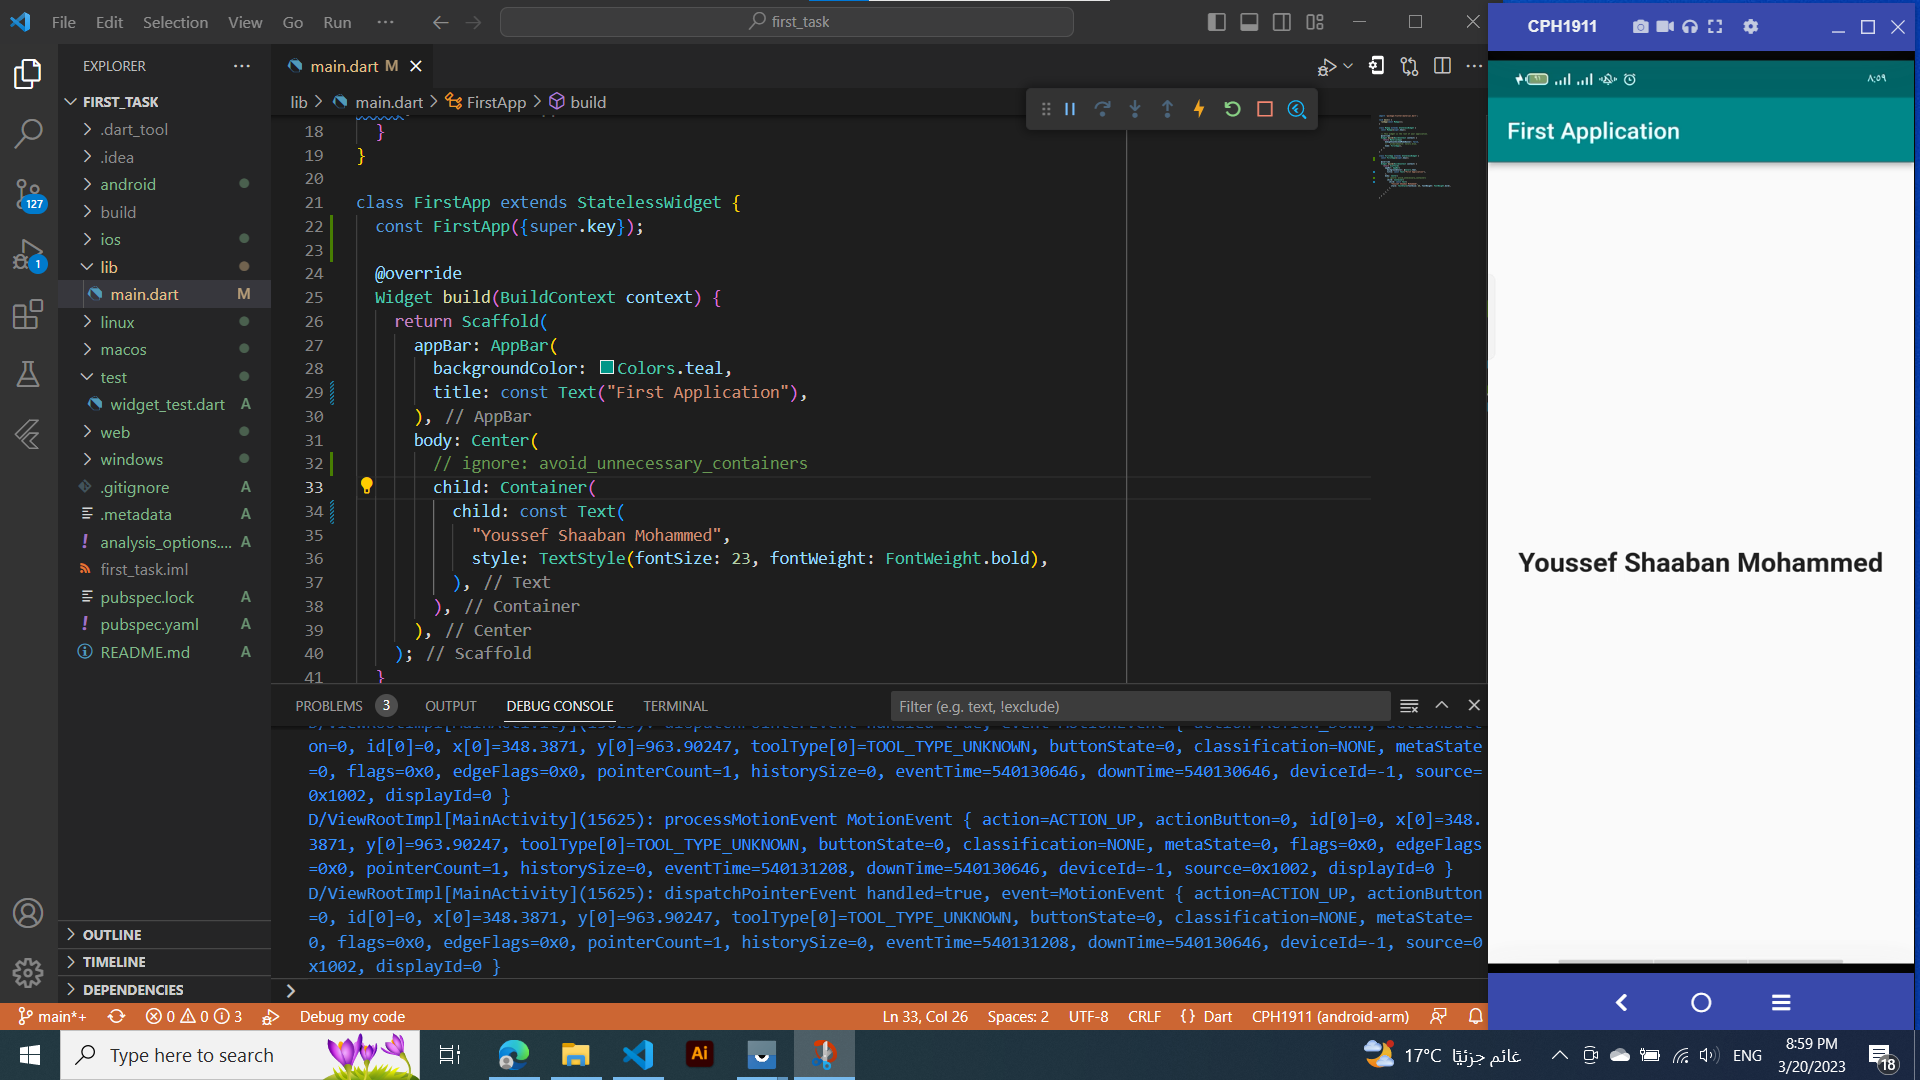 File Edit Selection View Go Run ···
first_task
CPH1911
EXPLORER
main.dart M
FIRST_TASK
.dart_tool
.idea
android
build
ios
lib
main.dart M
linux
macos
test
widget_test.dart A
web
windows
.gitignore A
.metadata A
analysis_options.... A
first_task.iml
pubspec.lock A
pubspec.yaml A
README.md A
127
1
OUTLINE
TIMELINE
DEPENDENCIES
lib > main.dart > FirstApp > build
18 }
19 }
20
21 class FirstApp extends StatelessWidget {
22 const FirstApp({super.key});
23
24 @override
25 Widget build(BuildContext context) {
26 return Scaffold(
27 appBar: AppBar(
28 backgroundColor: Colors.teal,
29 title: const Text("First Application"),
30 ), // AppBar
31 body: Center(
32 // ignore: avoid_unnecessary_containers
33 child: Container(
34 child: const Text(
35 "Youssef Shaaban Mohammed",
36 style: TextStyle(fontSize: 23, fontWeight: FontWeight.bold),
37 ), // Text
38 ), // Container
39 ), // Center
40 ); // Scaffold
41 }
PROBLEMS 3 OUTPUT DEBUG CONSOLE TERMINAL
Filter (e.g. text, !exclude)
on=0, id[0]=0, x[0]=348.3871, y[0]=963.90247, toolType[0]=TOOL_TYPE_UNKNOWN, buttonState=0, classification=NONE, metaState
=0, flags=0x0, edgeFlags=0x0, pointerCount=1, historySize=0, eventTime=540130646, downTime=540130646, deviceId=-1, source=
0x1002, displayId=0 }
D/ViewRootImpl[MainActivity](15625): processMotionEvent MotionEvent { action=ACTION_UP, actionButton=0, id[0]=0, x[0]=348.
3871, y[0]=963.90247, toolType[0]=TOOL_TYPE_UNKNOWN, buttonState=0, classification=NONE, metaState=0, flags=0x0, edgeFlags
=0x0, pointerCount=1, historySize=0, eventTime=540131208, downTime=540130646, deviceId=-1, source=0x1002, displayId=0 }
D/ViewRootImpl[MainActivity](15625): dispatchPointerEvent handled=true, event=MotionEvent { action=ACTION_UP, actionButton
=0, id[0]=0, x[0]=348.3871, y[0]=963.90247, toolType[0]=TOOL_TYPE_UNKNOWN, buttonState=0, classification=NONE, metaState=
0, flags=0x0, edgeFlags=0x0, pointerCount=1, historySize=0, eventTime=540131208, downTime=540130646, deviceId=-1, source=0
x1002, displayId=0 }
٨:٥٩
First Application
Youssef Shaaban Mohammed
main*+ 0 0 3 Debug my code
Ln 33, Col 26 Spaces: 2 UTF-8 CRLF {} Dart CPH1911 (android-arm)
Type here to search
Ai
17°C غائم جزئيًا
ENG
8:59 PM
3/20/2023
18